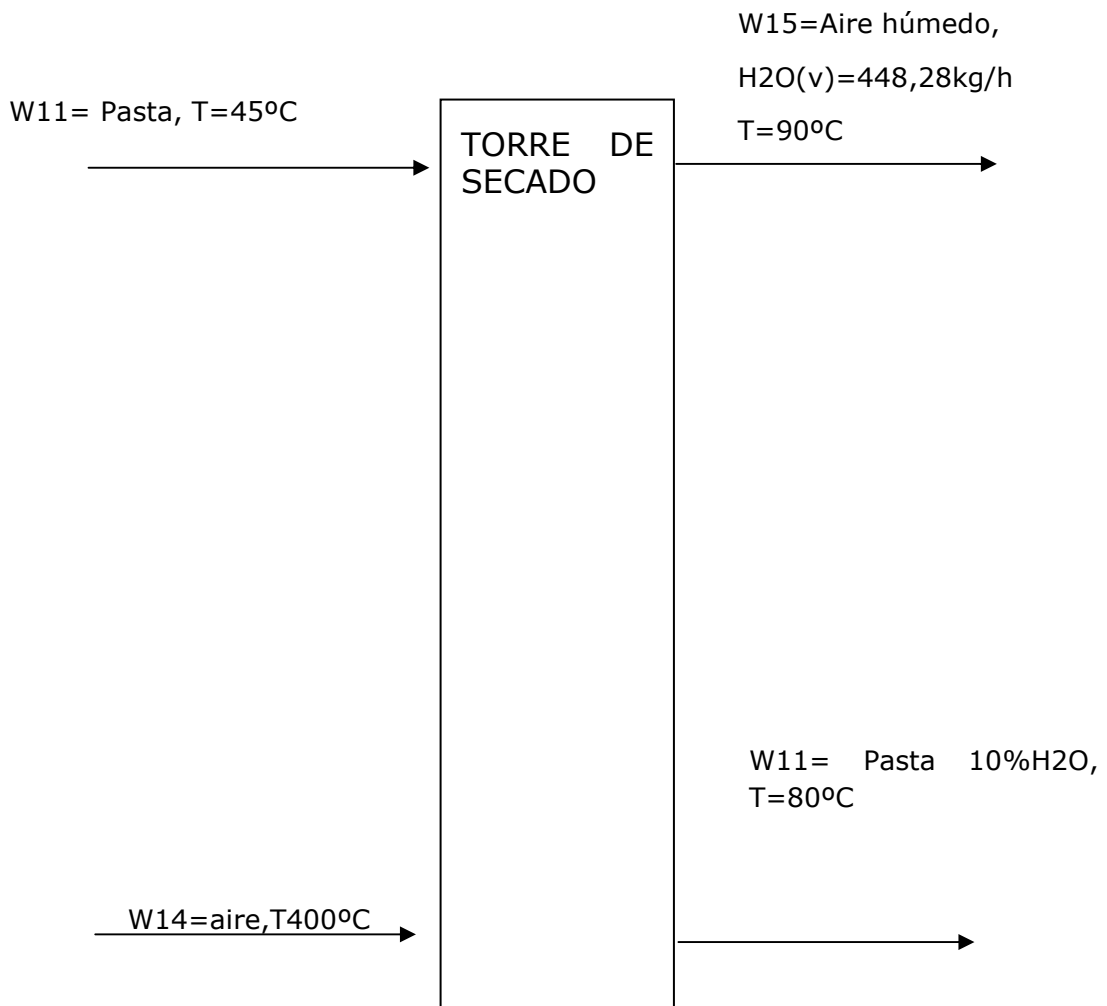 W15=Aire húmedo,
H2O(v)=448,28kg/h
T=90ºC
W11= Pasta, T=45ºC
TORRE DE
SECADO
W11= Pasta 10%H2O,
T=80ºC
W14=aire,T400ºC